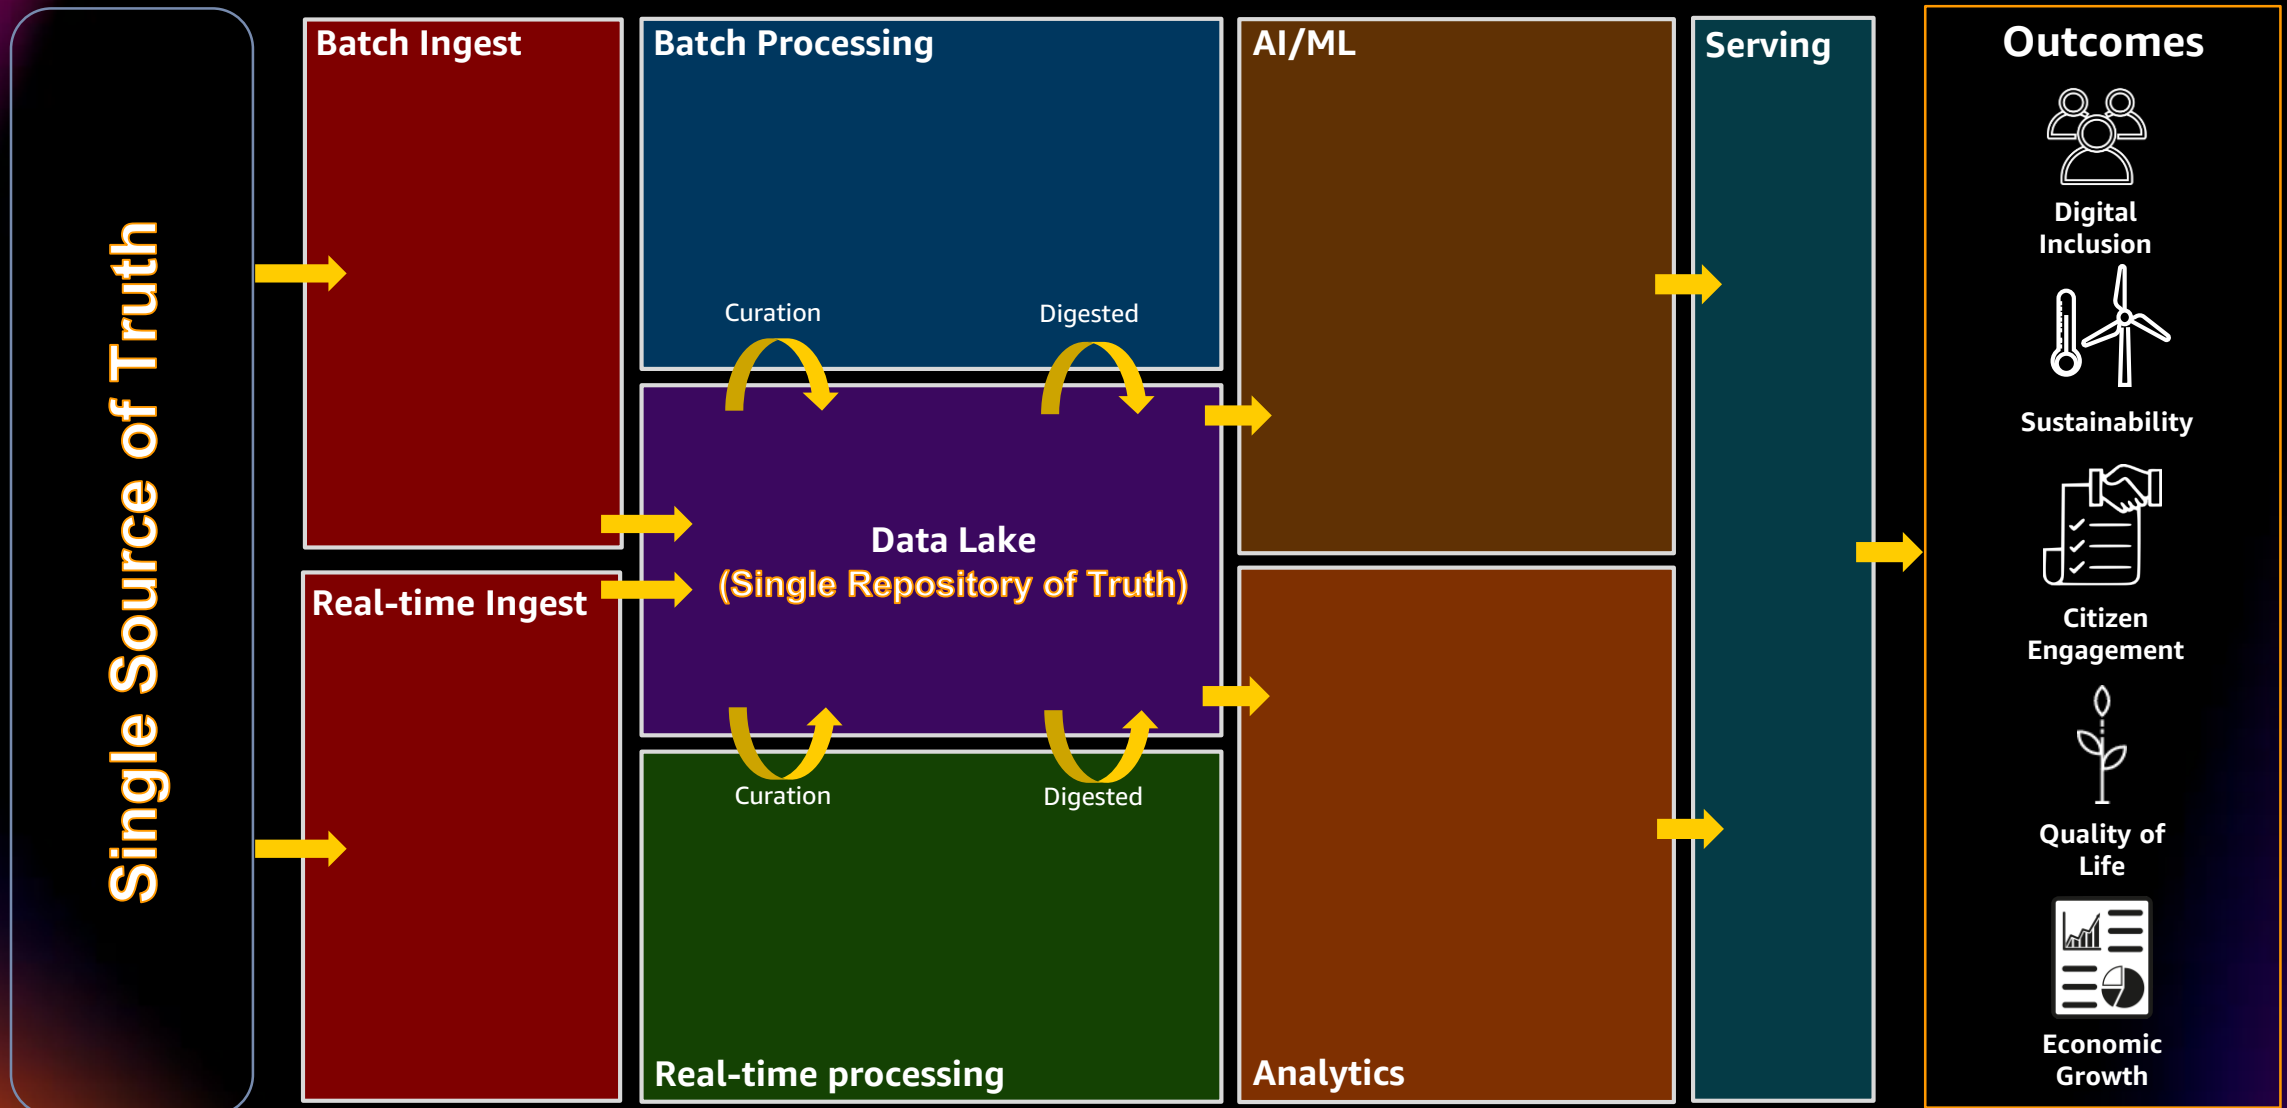 Single Source of Truth
Batch Ingest
Real-time Ingest
Batch Processing
Curation
Digested
Data Lake
(Single Repository of Truth)
Curation
Digested
Real-time processing
AI/ML
Analytics
Serving
Outcomes
Digital
Inclusion
Sustainability
Citizen
Engagement
Quality of
Life
Economic
Growth